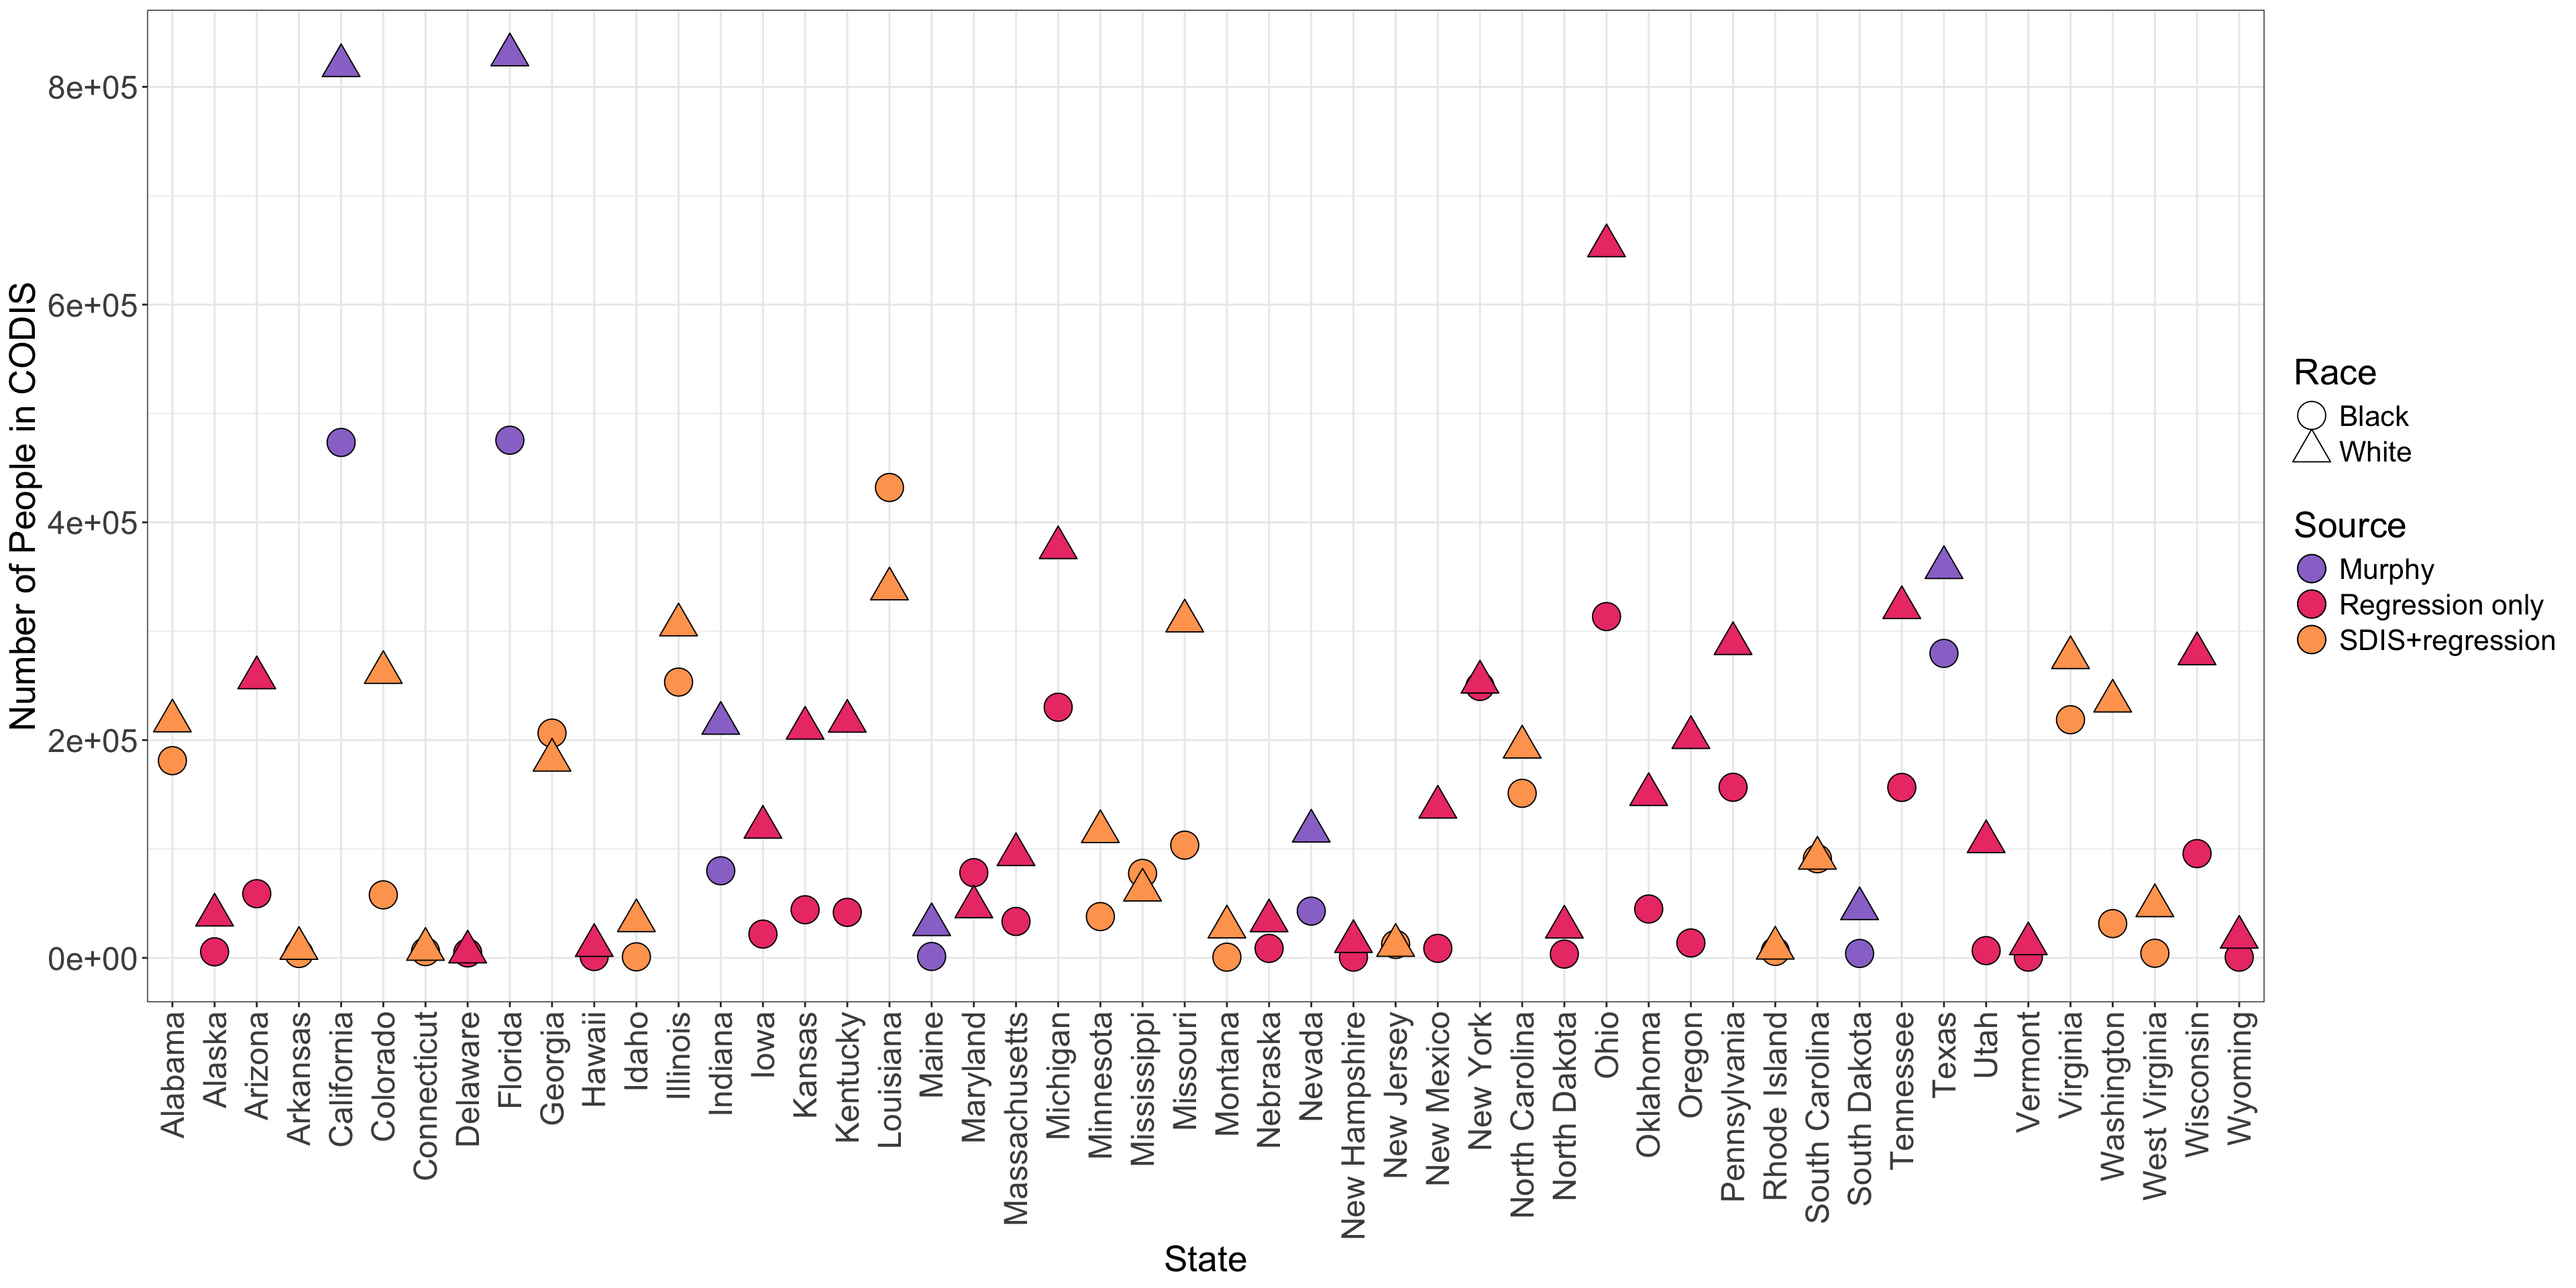 Number of People in CODIS
8e+05
6e+05
4e+05
2e+05
0e+00
Alabama
Alaska
Arizona
Arkansas
California
Colorado
Connecticut
Delaware
Florida
Georgia
Hawaii
Idaho
Illinois
Indiana
Iowa
Kansas
Kentucky
Louisiana
Maine
Maryland
Massachusetts
Michigan
Minnesota
Mississippi
Missouri
Montana
Nebraska
Nevada
New Hampshire
New Jersey
New Mexico
New York
North Carolina
North Dakota
Ohio
Oklahoma
Oregon
Pennsylvania
Rhode Island
South Carolina
South Dakota
Tennessee
Texas
Utah
Vermont
Virginia
Washington
West Virginia
Wisconsin
Wyoming
State
Race
Black
White
Source
Murphy
Regression only
SDIS+regression